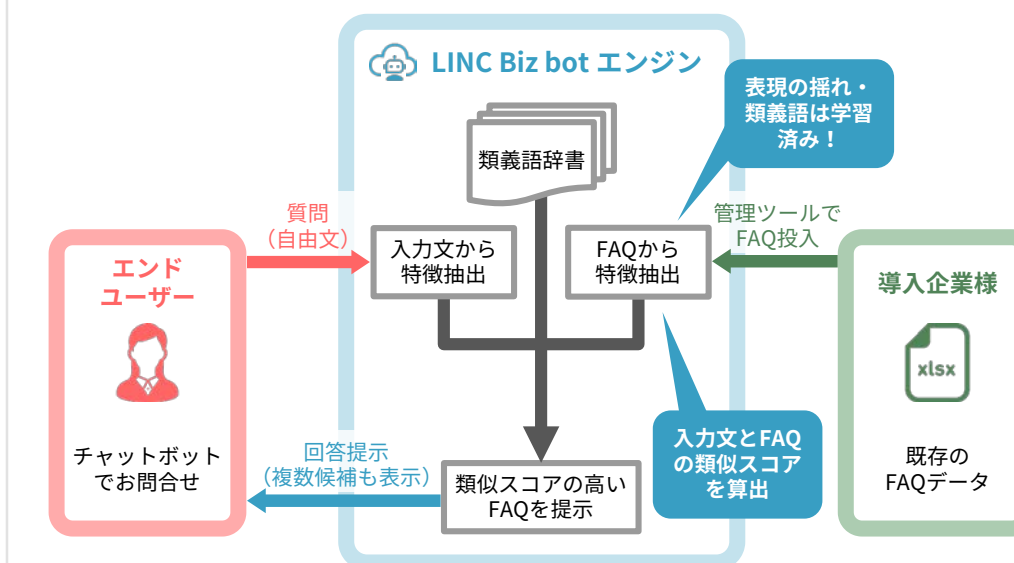 LINC Biz bot エンジン
表現の揺れ・
類義語は学習
済み！
類義語辞書
質問
（自由文）
管理ツールで
FAQ投入
入力文から
特徴抽出
FAQから
特徴抽出
エンド
ユーザー
導入企業様
xlsx
チャットボット
でお問合せ
回答提示
（複数候補も表示）
入力文とFAQ
の類似スコア
を算出
類似スコアの高い
FAQを提示
既存の
FAQデータ